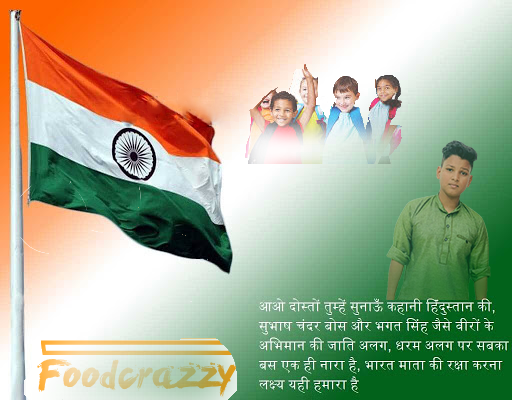 आओ दोस्तों तुम्हें सुनाऊँ कहानी हिंदुस्तान की,
सुभाष चंदर बोस और भगत सिंह जैसे वीरों के
अभिमान की जाति अलग, धरम अलग पर सबका
बस एक ही नारा है, भारत माता की रक्षा करना
लक्ष्य यही हमारा है
Foodcrazzy